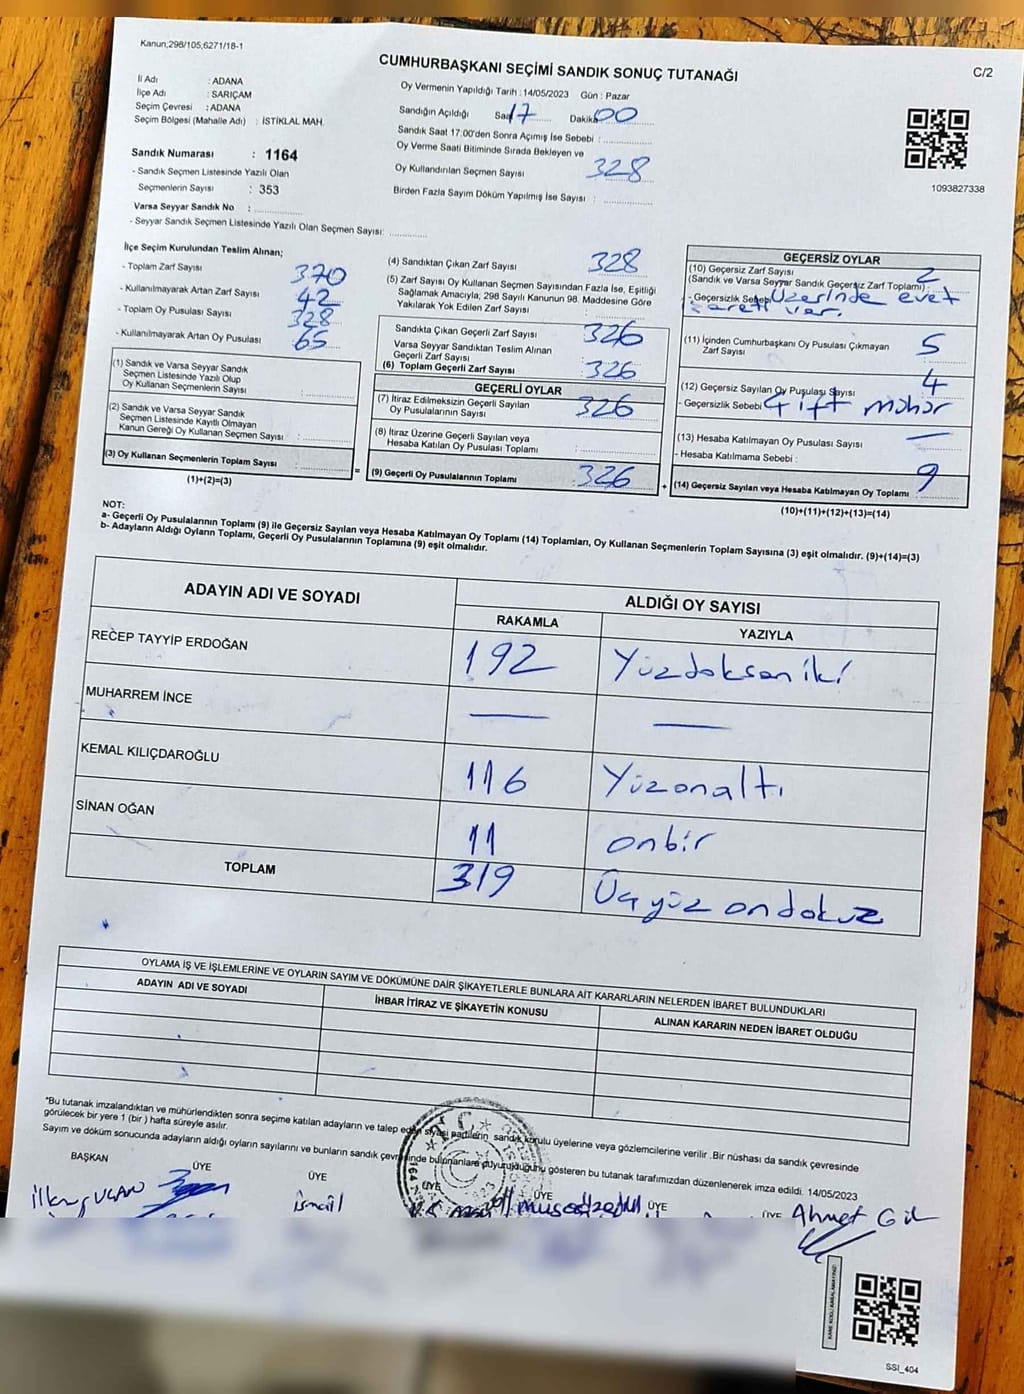 Kanun;298/105,6271/18-1
CUMHURBAŞKANI SEÇİMİ SANDIK SONUÇ TUTANAĞI
C/2
İl Adı : ADANA
İlçe Adı : SARIÇAM
Seçim Çevresi : ADANA
Seçim Bölgesi (Mahalle Adı) : İSTİKLAL MAH.
Sandık Numarası : 1164
- Sandık Seçmen Listesinde Yazılı Olan
Seçmenlerin Sayısı : 353
Varsa Seyyar Sandık No :
- Seyyar Sandık Seçmen Listesinde Yazılı Olan Seçmen Sayısı:
Oy Vermenin Yapıldığı Tarih : 14/05/2023 Gün : Pazar
Sandığın Açıldığı Saat 17 Dakika 00
Sandık Saat 17:00'den Sonra Açımış İse Sebebi :
Oy Verme Saati Bitiminde Sırada Bekleyen ve
Oy Kullandırılan Seçmen Sayısı 328
Birden Fazla Sayım Döküm Yapılmış İse Sayısı :
1093827338
İlçe Seçim Kurulundan Teslim Alınan;
- Toplam Zarf Sayısı 370
- Kullanılmayarak Artan Zarf Sayısı 42
- Toplam Oy Pusulası Sayısı 328
- Kullanılmayarak Artan Oy Pusulası 65
(1) Sandık ve Varsa Seyyar Sandık
Seçmen Listesinde Yazılı Olup
Oy Kullanan Seçmenlerin Sayısı :
(2) Sandık ve Varsa Seyyar Sandık
Seçmen Listesinde Kayıtlı Olmayan
Kanun Gereği Oy Kullanan Seçmen Sayısı :
(3) Oy Kullanan Seçmenlerin Toplam Sayısı :
(1)+(2)=(3)
=
(4) Sandıktan Çıkan Zarf Sayısı 328
(5) Zarf Sayısı Oy Kullanan Seçmen Sayısından Fazla İse, Eşitliği
Sağlamak Amacıyla; 298 Sayılı Kanunun 98. Maddesine Göre
Yakılarak Yok Edilen Zarf Sayısı :
Sandıkta Çıkan Geçerli Zarf Sayısı 326
Varsa Seyyar Sandıktan Teslim Alınan
Geçerli Zarf Sayısı
(6) Toplam Geçerli Zarf Sayısı 326
GEÇERLİ OYLAR
(7) İtiraz Edilmeksizin Geçerli Sayılan
Oy Pusulalarının Sayısı 326
(8) İtiraz Üzerine Geçerli Sayılan veya
Hesaba Katılan Oy Pusulası Toplamı :
(9) Geçerli Oy Pusulalarının Toplamı 326
+
GEÇERSİZ OYLAR
(10) Geçersiz Zarf Sayısı 2
(Sandık ve Varsa Seyyar Sandık Geçersiz Zarf Toplamı) :
- Geçersizlik Sebebi Üzerinde evet
işareti var.
(11) İçinden Cumhurbaşkanı Oy Pusulası Çıkmayan
Zarf Sayısı 5
(12) Geçersiz Sayılan Oy Pusulası Sayısı 4
- Geçersizlik Sebebi Çift mühür
(13) Hesaba Katılmayan Oy Pusulası Sayısı —
- Hesaba Katılmama Sebebi :
(14) Geçersiz Sayılan veya Hesaba Katılmayan Oy Toplamı 9
(10)+(11)+(12)+(13)=(14)
NOT:
a- Geçerli Oy Pusulalarının Toplamı (9) ile Geçersiz Sayılan veya Hesaba Katılmayan Oy Toplamı (14) Toplamları, Oy Kullanan Seçmenlerin Toplam Sayısına (3) eşit olmalıdır. (9)+(14)=(3)
b- Adayların Aldığı Oyların Toplamı, Geçerli Oy Pusulalarının Toplamına (9) eşit olmalıdır.
ADAYIN ADI VE SOYADI
ALDIĞI OY SAYISI
RAKAMLA YAZIYLA
RECEP TAYYİP ERDOĞAN 192 Yüzdoksaniki
MUHARREM İNCE — —
KEMAL KILIÇDAROĞLU 116 Yüzonaltı
SİNAN OĞAN 11 onbir
TOPLAM 319 Üçyüz ondokuz
OYLAMA İŞ VE İŞLEMLERİNE VE OYLARIN SAYIM VE DÖKÜMÜNE DAİR ŞİKAYETLERLE BUNLARA AİT KARARLARIN NELERDEN İBARET BULUNDUKLARI
ADAYIN ADI VE SOYADI İHBAR İTİRAZ VE ŞİKAYETİN KONUSU ALINAN KARARIN NEDEN İBARET OLDUĞU
*Bu tutanak imzalandıktan ve mühürlendikten sonra seçime katılan adayların ve talep eden siyasi partilerin sandık kurulu üyelerine veya gözlemcilerine verilir .Bir nüshası da sandık çevresinde
görülecek bir yere 1 (bir ) hafta süreyle asılır.
Sayım ve döküm sonucunda adayların aldığı oyların sayılarını ve bunların sandık çevresinde bulunanlara duyurulduğunu gösteren bu tutanak tarafımızdan düzenlenerek imza edildi. 14/05/2023
BAŞKAN ÜYE ÜYE ÜYE ÜYE ÜYE ÜYE
İlkay UCAN İsmail Ahmet Gül
SSI_404